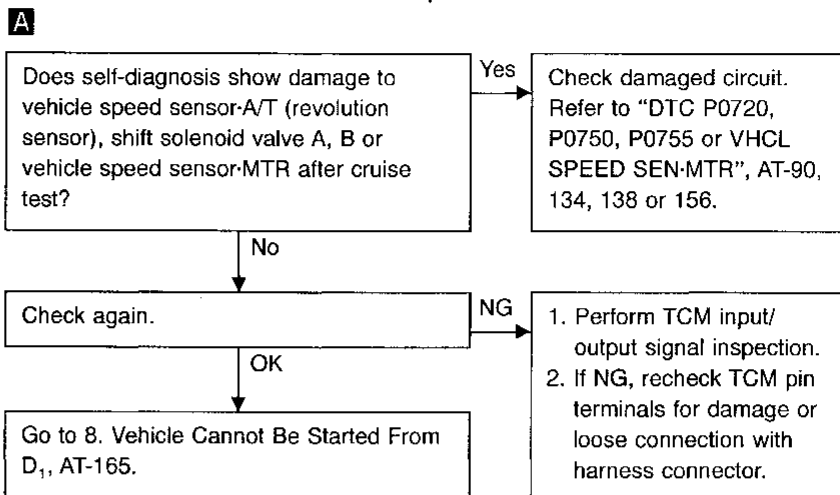 A
Does self-diagnosis show damage to
vehicle speed sensor·A/T (revolution
sensor), shift solenoid valve A, B or
vehicle speed sensor·MTR after cruise
test?
Yes
Check damaged circuit.
Refer to “DTC P0720,
P0750, P0755 or VHCL
SPEED SEN·MTR”, AT-90,
134, 138 or 156.
No
Check again.
NG
1. Perform TCM input/
output signal inspection.
2. If NG, recheck TCM pin
terminals for damage or
loose connection with
harness connector.
OK
Go to 8. Vehicle Cannot Be Started From
D₁, AT-165.